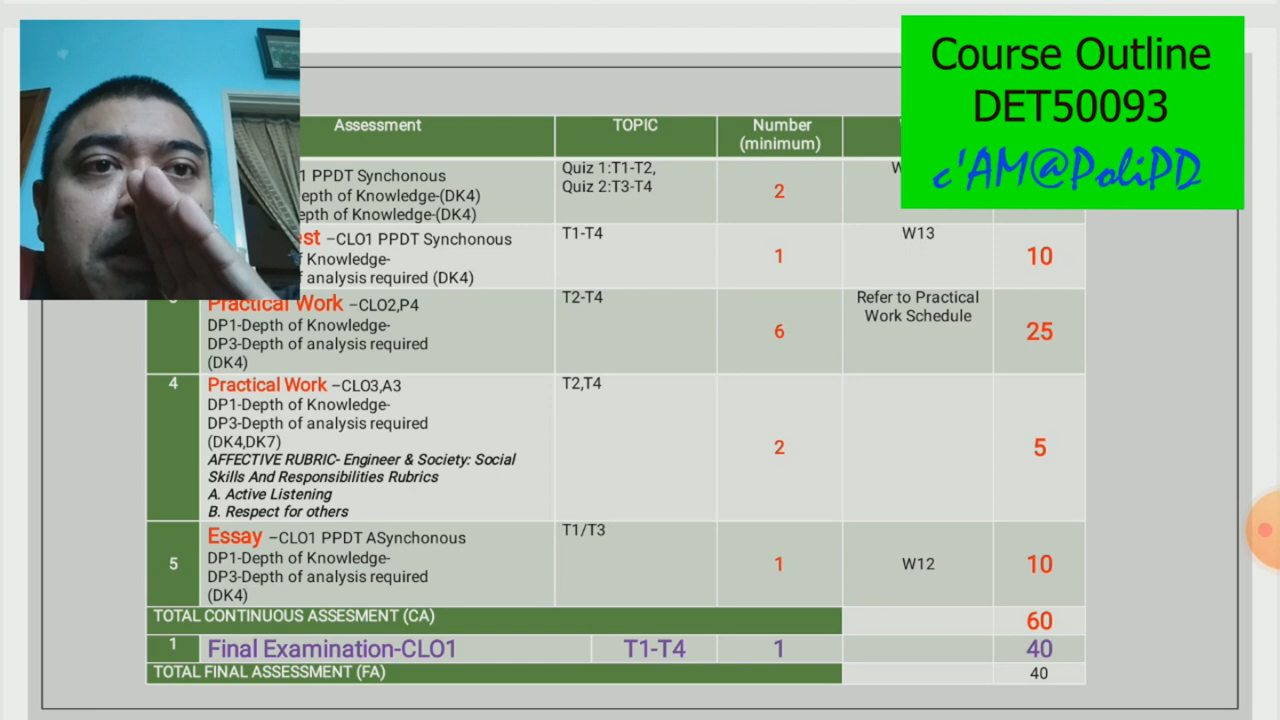 Course Outline
DET50093
c'AM@PoliPD
Assessment
TOPIC
Number
(minimum)
1 PPDT Synchonous
epth of Knowledge-(DK4)
epth of Knowledge-(DK4)
Quiz 1:T1-T2,
Quiz 2:T3-T4
2
W
est –CLO1 PPDT Synchonous
f Knowledge-
f analysis required (DK4)
T1-T4
1
W13
10
Practical Work –CLO2,P4
DP1-Depth of Knowledge-
DP3-Depth of analysis required
(DK4)
T2-T4
6
Refer to Practical
Work Schedule
25
4
Practical Work –CLO3,A3
DP1-Depth of Knowledge-
DP3-Depth of analysis required
(DK4,DK7)
AFFECTIVE RUBRIC- Engineer & Society: Social
Skills And Responsibilities Rubrics
A. Active Listening
B. Respect for others
T2,T4
2
5
5
Essay –CLO1 PPDT ASynchonous
DP1-Depth of Knowledge-
DP3-Depth of analysis required
(DK4)
T1/T3
1
W12
10
TOTAL CONTINUOUS ASSESMENT (CA)
60
1
Final Examination-CLO1
T1-T4
1
40
TOTAL FINAL ASSESSMENT (FA)
40